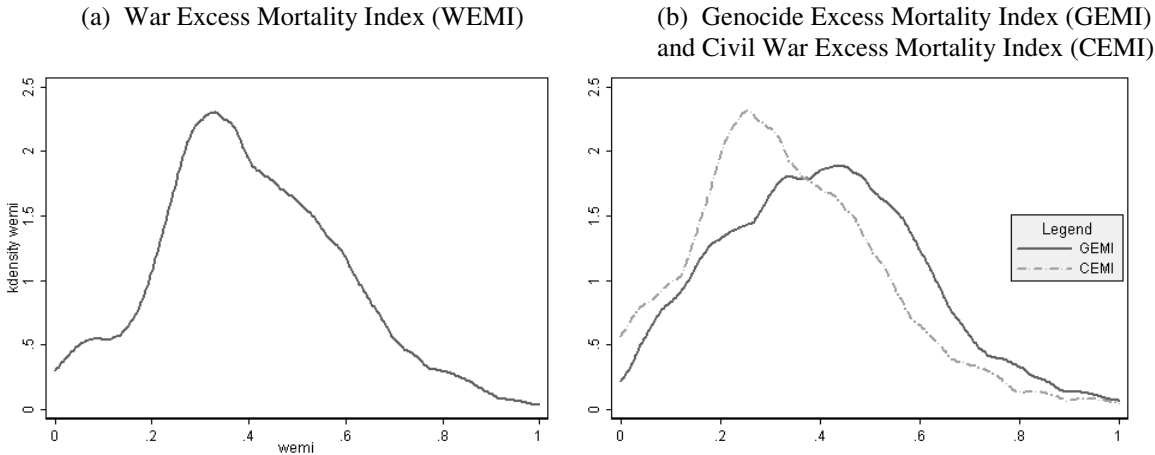 (a) War Excess Mortality Index (WEMI)
2.5
2
1.5
1
.5
0
kdensity wemi
0 .2 .4 .6 .8 1
wemi
(b) Genocide Excess Mortality Index (GEMI)
and Civil War Excess Mortality Index (CEMI)
2.5
2
1.5
1
.5
0
Legend
GEMI
CEMI
0 .2 .4 .6 .8 1